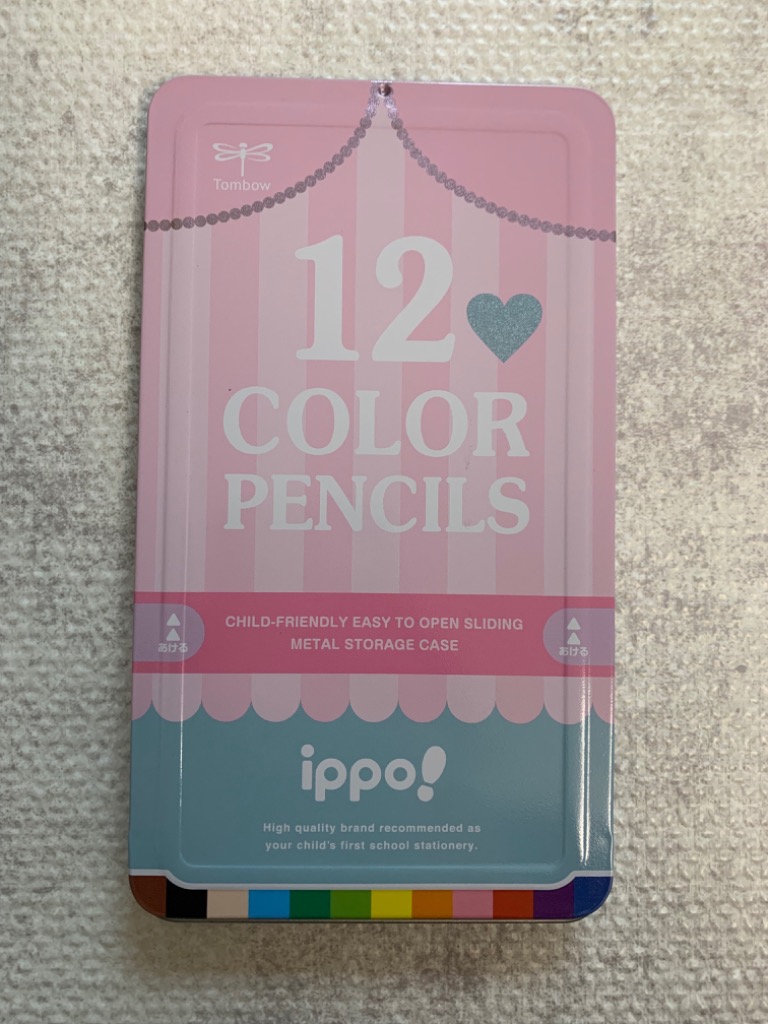 Tombow
12
COLOR
PENCILS
CHILD-FRIENDLY EASY TO OPEN SLIDING
METAL STORAGE CASE
あける
あける
ippo!
High quality brand recommended as
your child's first school stationery.